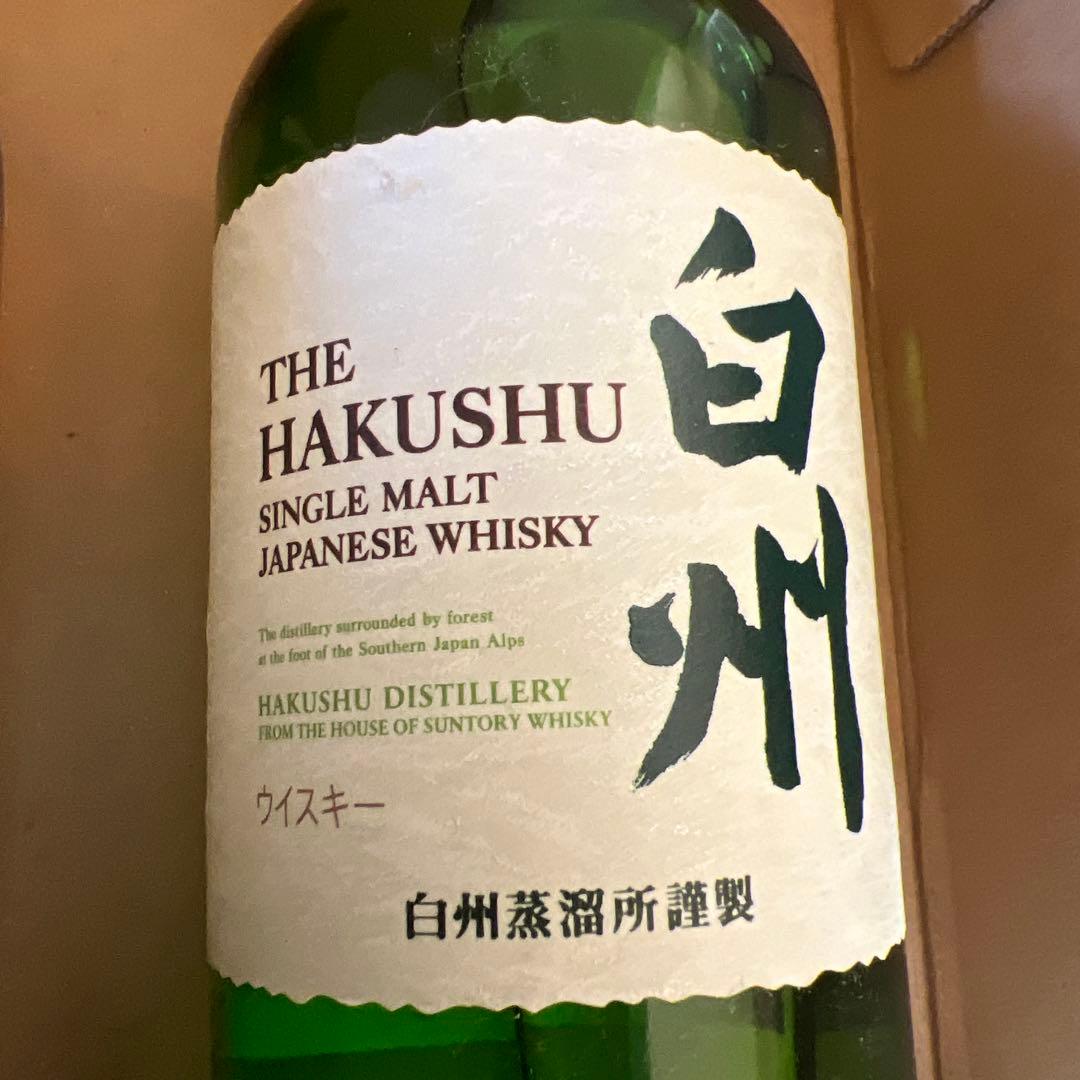 THE
HAKUSHU
SINGLE MALT
JAPANESE WHISKY
The distillery surrounded by forest
at the foot of the Southern Japan Alps
HAKUSHU DISTILLERY
FROM THE HOUSE OF SUNTORY WHISKY
ウイスキー
白州
白州蒸溜所謹製